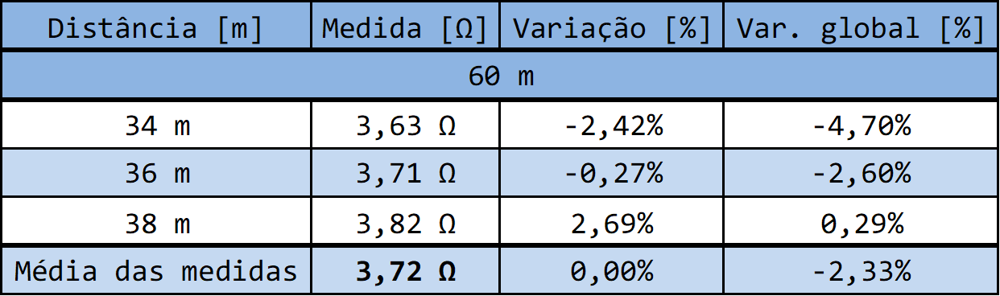 Distância [m] Medida [Ω] Variação [%] Var. global [%]
60 m
34 m 3,63 Ω -2,42% -4,70%
36 m 3,71 Ω -0,27% -2,60%
38 m 3,82 Ω 2,69% 0,29%
Média das medidas 3,72 Ω 0,00% -2,33%